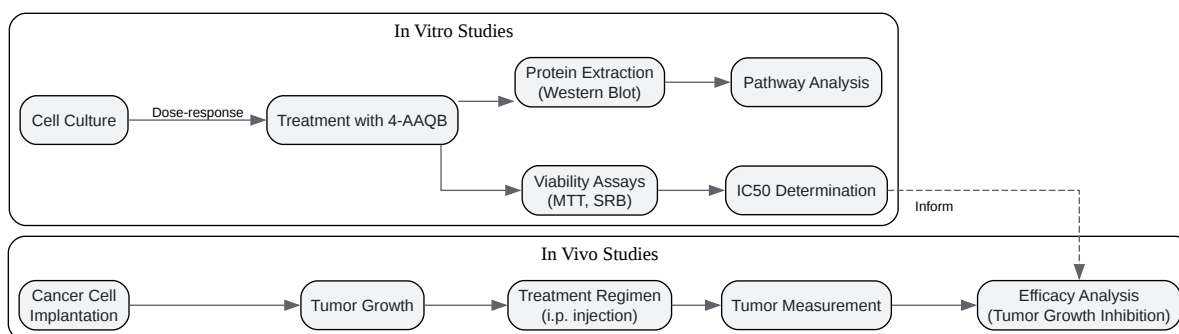 In Vitro Studies
Cell Culture
Dose-response
Treatment with 4-AAQB
Protein Extraction
(Western Blot)
Pathway Analysis
Viability Assays
(MTT, SRB)
IC50 Determination
Inform
In Vivo Studies
Cancer Cell
Implantation
Tumor Growth
Treatment Regimen
(i.p. injection)
Tumor Measurement
Efficacy Analysis
(Tumor Growth Inhibition)